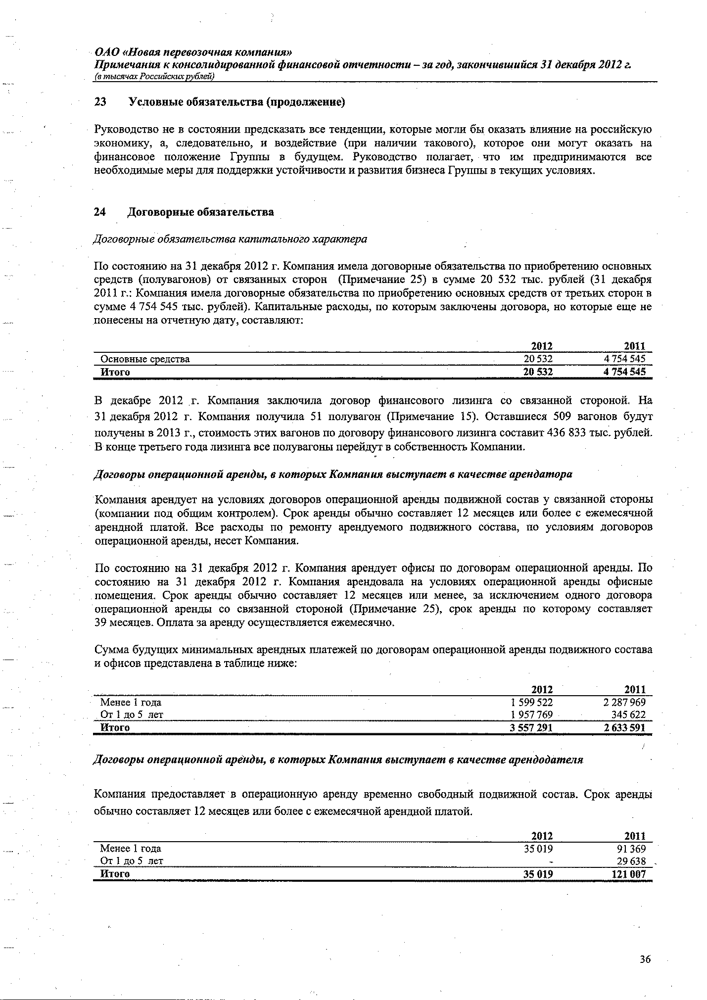 ОАО «Новая перевозочная компания»
Примечания к консолидированной финансовой отчетности – за год, закончившийся 31 декабря 2012 г.
(в тысячах Российских рублей)
23 Условные обязательства (продолжение)
Руководство не в состоянии предсказать все тенденции, которые могли бы оказать влияние на российскую
экономику, а, следовательно, и воздействие (при наличии такового), которое они могут оказать на
финансовое положение Группы в будущем. Руководство полагает, что им предпринимаются все
необходимые меры для поддержки устойчивости и развития бизнеса Группы в текущих условиях.
24 Договорные обязательства
Договорные обязательства капитального характера
По состоянию на 31 декабря 2012 г. Компания имела договорные обязательства по приобретению основных
средств (полувагонов) от связанных сторон (Примечание 25) в сумме 20 532 тыс. рублей (31 декабря
2011 г.: Компания имела договорные обязательства по приобретению основных средств от третьих сторон в
сумме 4 754 545 тыс. рублей). Капитальные расходы, по которым заключены договора, но которые еще не
понесены на отчетную дату, составляют:
2012 2011
Основные средства 20 532 4 754 545
Итого 20 532 4 754 545
В декабре 2012 г. Компания заключила договор финансового лизинга со связанной стороной. На
31 декабря 2012 г. Компания получила 51 полувагон (Примечание 15). Оставшиеся 509 вагонов будут
получены в 2013 г., стоимость этих вагонов по договору финансового лизинга составит 436 833 тыс. рублей.
В конце третьего года лизинга все полувагоны перейдут в собственность Компании.
Договоры операционной аренды, в которых Компания выступает в качестве арендатора
Компания арендует на условиях договоров операционной аренды подвижной состав у связанной стороны
(компании под общим контролем). Срок аренды обычно составляет 12 месяцев или более с ежемесячной
арендной платой. Все расходы по ремонту арендуемого подвижного состава, по условиям договоров
операционной аренды, несет Компания.
По состоянию на 31 декабря 2012 г. Компания арендует офисы по договорам операционной аренды. По
состоянию на 31 декабря 2012 г. Компания арендовала на условиях операционной аренды офисные
помещения. Срок аренды обычно составляет 12 месяцев или менее, за исключением одного договора
операционной аренды со связанной стороной (Примечание 25), срок аренды по которому составляет
39 месяцев. Оплата за аренду осуществляется ежемесячно.
Сумма будущих минимальных арендных платежей по договорам операционной аренды подвижного состава
и офисов представлена в таблице ниже:
2012 2011
Менее 1 года 1 599 522 2 287 969
От 1 до 5 лет 1 957 769 345 622
Итого 3 557 291 2 633 591
Договоры операционной аренды, в которых Компания выступает в качестве арендодателя
Компания предоставляет в операционную аренду временно свободный подвижной состав. Срок аренды
обычно составляет 12 месяцев или более с ежемесячной арендной платой.
2012 2011
Менее 1 года 35 019 91 369
От 1 до 5 лет - 29 638
Итого 35 019 121 007
36